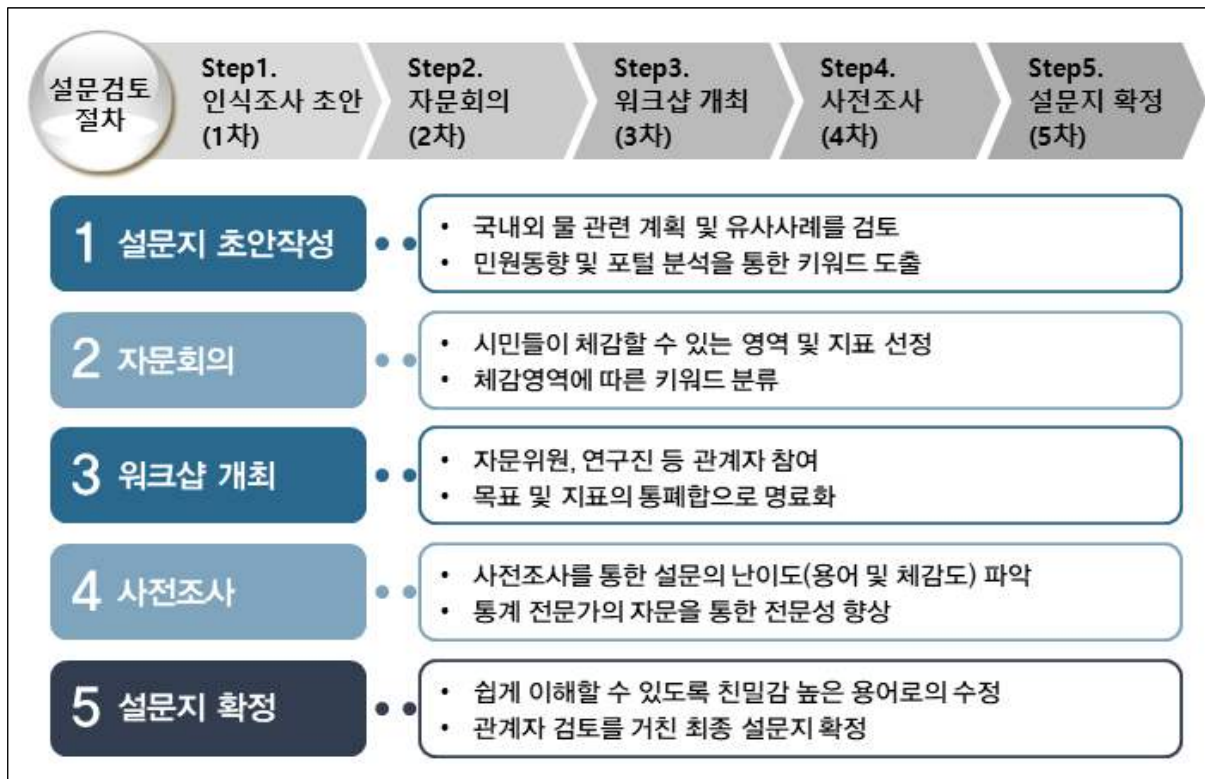 설문검토
절차
Step1.
인식조사 초안
(1차)
Step2.
자문회의
(2차)
Step3.
워크샵 개최
(3차)
Step4.
사전조사
(4차)
Step5.
설문지 확정
(5차)
1 설문지 초안작성
• 국내외 물 관련 계획 및 유사사례를 검토
• 민원동향 및 포털 분석을 통한 키워드 도출
2 자문회의
• 시민들이 체감할 수 있는 영역 및 지표 선정
• 체감영역에 따른 키워드 분류
3 워크샵 개최
• 자문위원, 연구진 등 관계자 참여
• 목표 및 지표의 통폐합으로 명료화
4 사전조사
• 사전조사를 통한 설문의 난이도(용어 및 체감도) 파악
• 통계 전문가의 자문을 통한 전문성 향상
5 설문지 확정
• 쉽게 이해할 수 있도록 친밀감 높은 용어로의 수정
• 관계자 검토를 거친 최종 설문지 확정